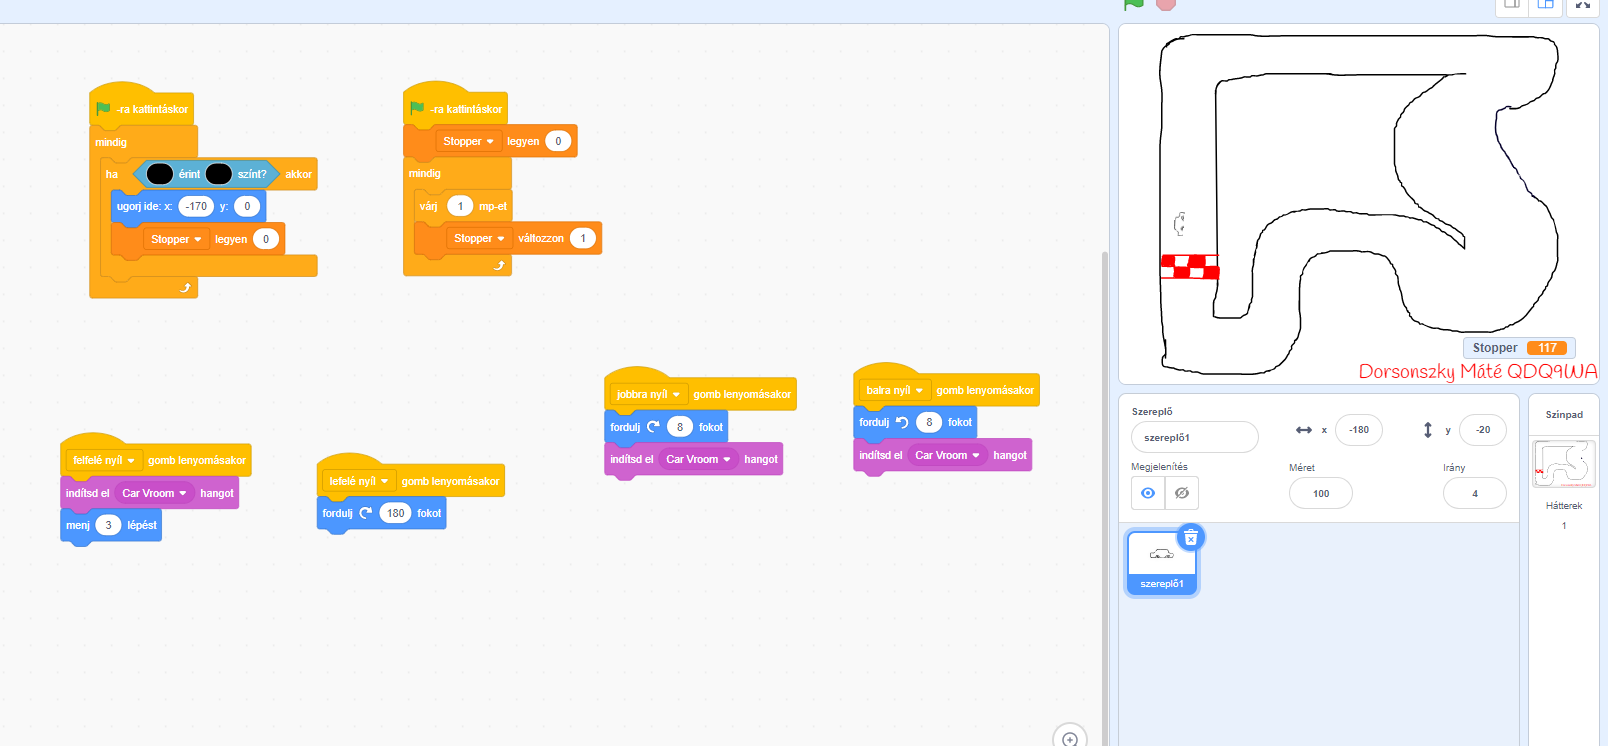 -ra kattintáskor
mindig
ha érint színt? akkor
ugorj ide: x: -170 y: 0
Stopper legyen 0
-ra kattintáskor
Stopper legyen 0
mindig
várj 1 mp-et
Stopper változzon 1
felfelé nyíl gomb lenyomásakor
indítsd el Car Vroom hangot
menj 3 lépést
lefelé nyíl gomb lenyomásakor
fordulj 180 fokot
jobbra nyíl gomb lenyomásakor
fordulj 8 fokot
indítsd el Car Vroom hangot
balra nyíl gomb lenyomásakor
fordulj 8 fokot
indítsd el Car Vroom hangot
Stopper 117
Dorsonszky Máté QDQ9WA
Szereplő
szereplő1
x -180 y -20
Megjelenítés Méret Irány
100 4
szereplő1
Színpad
Hátterek
1